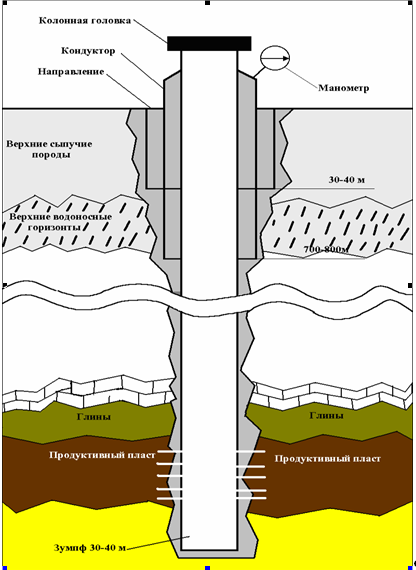 Колонная головка
Кондуктор
Направление
Манометр
Верхние сыпучие
породы
30-40 м
Верхние водоносные
горизонты
700-800м
Глины
Глины
Продуктивный пласт
Продуктивный пласт
Зумпф 30-40 м